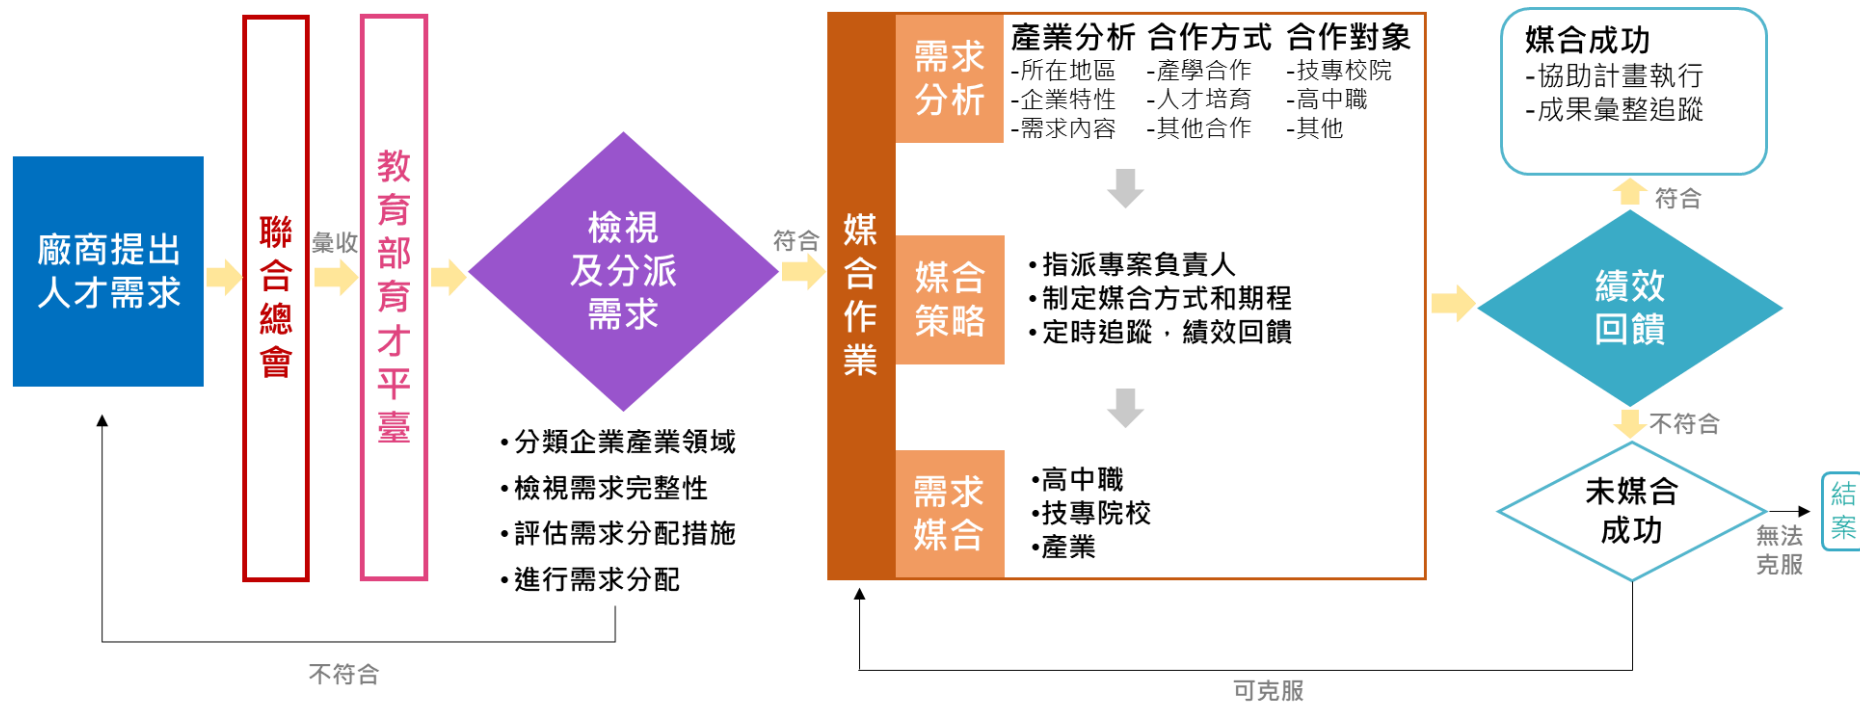 廠商提出
人才需求
聯合總會
彙收
教育部育才平臺
檢視
及分派
需求
•分類企業產業領域
•檢視需求完整性
•評估需求分配措施
•進行需求分配
不符合
符合
媒合作業
需求
分析
產業分析 合作方式 合作對象
-所在地區 -產學合作 -技專校院
-企業特性 -人才培育 -高中職
-需求內容 -其他合作 -其他
媒合
策略
•指派專案負責人
•制定媒合方式和期程
•定時追蹤，績效回饋
需求
媒合
•高中職
•技專院校
•產業
媒合成功
-協助計畫執行
-成果彙整追蹤
符合
績效
回饋
不符合
未媒合
成功
無法
克服
結案
可克服